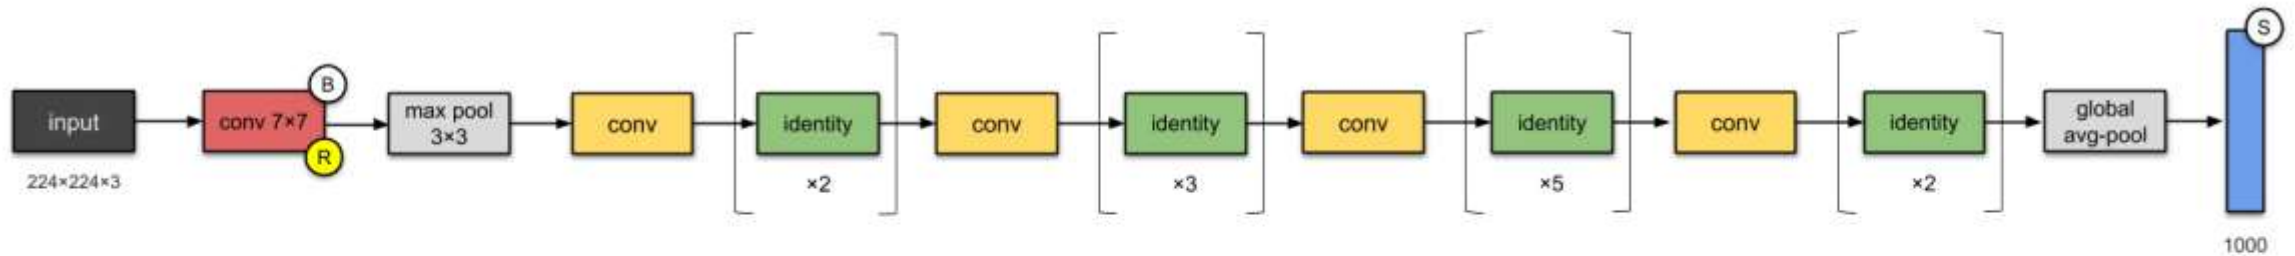 input
224×224×3
conv 7×7
B
R
max pool
3×3
conv
identity
×2
conv
identity
×3
conv
identity
×5
conv
identity
×2
global
avg-pool
S
1000